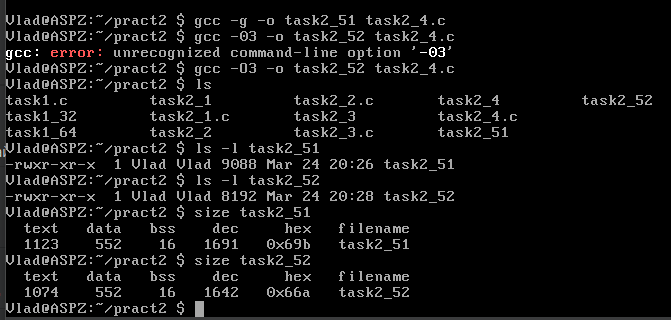 Vlad@ASPZ:~/pract2 $ gcc -g -o task2_51 task2_4.c
Vlad@ASPZ:~/pract2 $ gcc -03 -o task2_52 task2_4.c
gcc: error: unrecognized command-line option '-03'
Vlad@ASPZ:~/pract2 $ gcc -O3 -o task2_52 task2_4.c
Vlad@ASPZ:~/pract2 $ ls
task1.c task2_1 task2_2.c task2_4 task2_52
task1_32 task2_1.c task2_3 task2_4.c
task1_64 task2_2 task2_3.c task2_51
Vlad@ASPZ:~/pract2 $ ls -l task2_51
-rwxr-xr-x 1 Vlad Vlad 9088 Mar 24 20:26 task2_51
Vlad@ASPZ:~/pract2 $ ls -l task2_52
-rwxr-xr-x 1 Vlad Vlad 8192 Mar 24 20:28 task2_52
Vlad@ASPZ:~/pract2 $ size task2_51
text data bss dec hex filename
1123 552 16 1691 0x69b task2_51
Vlad@ASPZ:~/pract2 $ size task2_52
text data bss dec hex filename
1074 552 16 1642 0x66a task2_52
Vlad@ASPZ:~/pract2 $